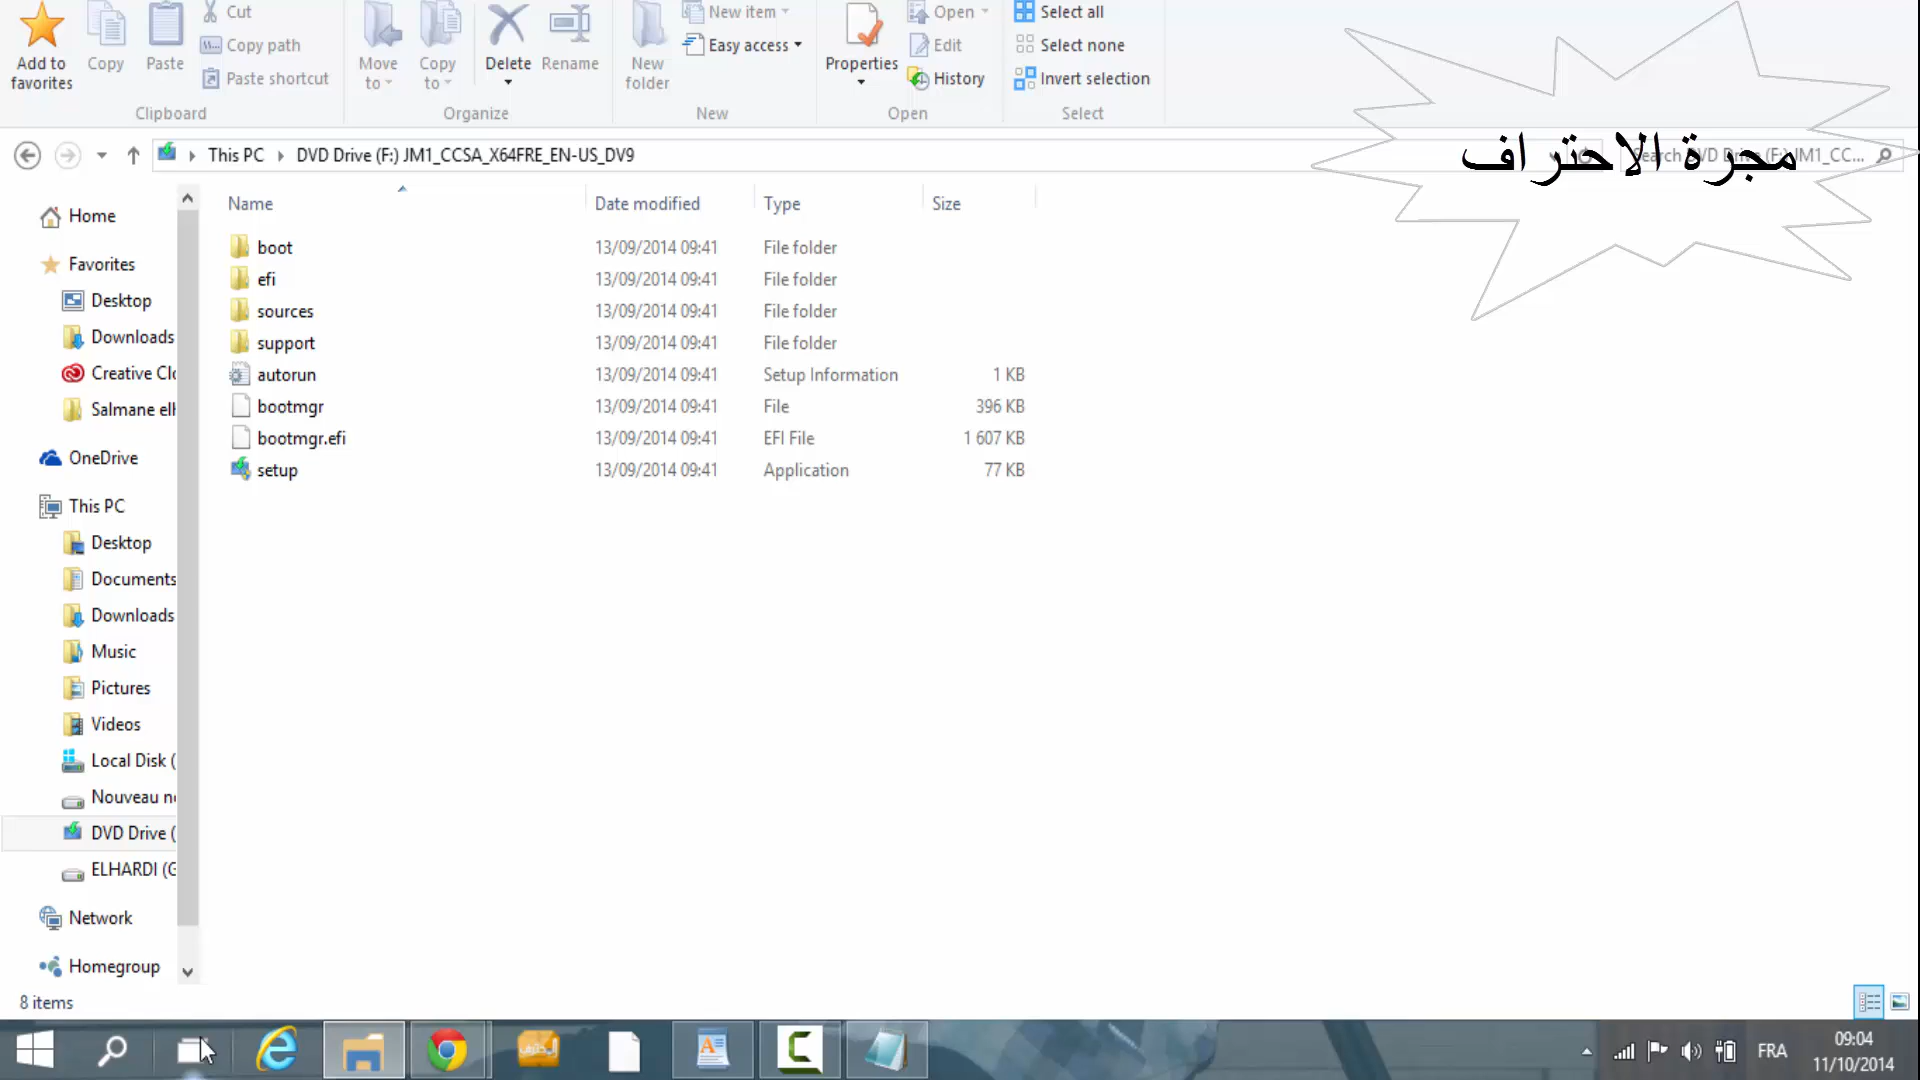 Add to favorites
Copy
Paste
Cut
Copy path
Paste shortcut
Clipboard
Move to
Copy to
Delete
Rename
Organize
New folder
New item
Easy access
New
Properties
Open
Edit
History
Open
Select all
Select none
Invert selection
Select
This PC
DVD Drive (F:) JM1_CCSA_X64FRE_EN-US_DV9
Search DVD Drive (F:) JM1_CC...
مجرة الاحتراف
Name Date modified Type Size
boot 13/09/2014 09:41 File folder
efi 13/09/2014 09:41 File folder
sources 13/09/2014 09:41 File folder
support 13/09/2014 09:41 File folder
autorun 13/09/2014 09:41 Setup Information 1 KB
bootmgr 13/09/2014 09:41 File 396 KB
bootmgr.efi 13/09/2014 09:41 EFI File 1 607 KB
setup 13/09/2014 09:41 Application 77 KB
Home
Favorites
Desktop
Downloads
Creative Clo
Salmane elh
OneDrive
This PC
Desktop
Documents
Downloads
Music
Pictures
Videos
Local Disk (
Nouveau no
DVD Drive (
ELHARDI (G
Network
Homegroup
8 items
FRA
09:04
11/10/2014